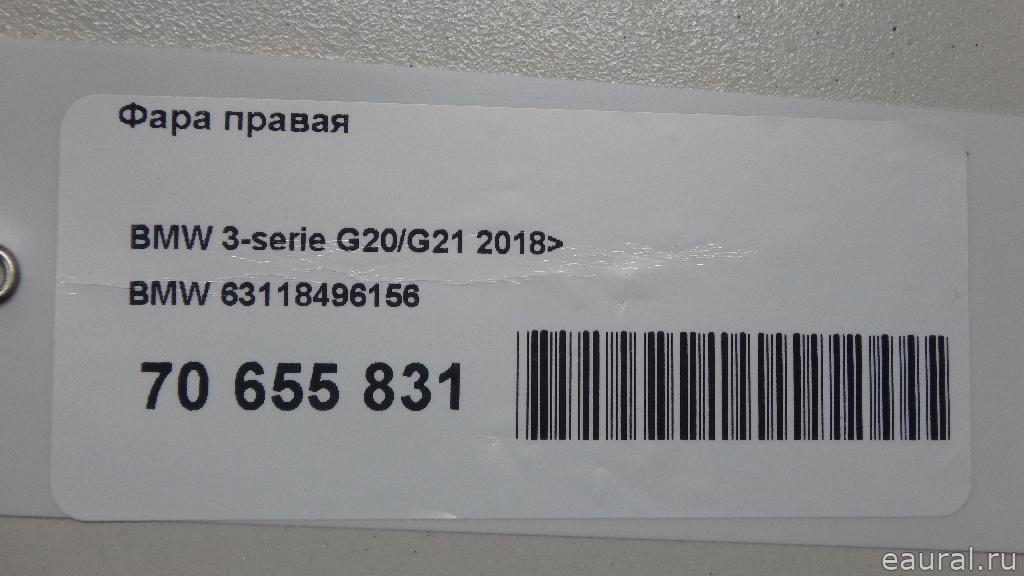 Фара правая
BMW 3-serie G20/G21 2018>
BMW 63118496156
70 655 831
eaural.ru